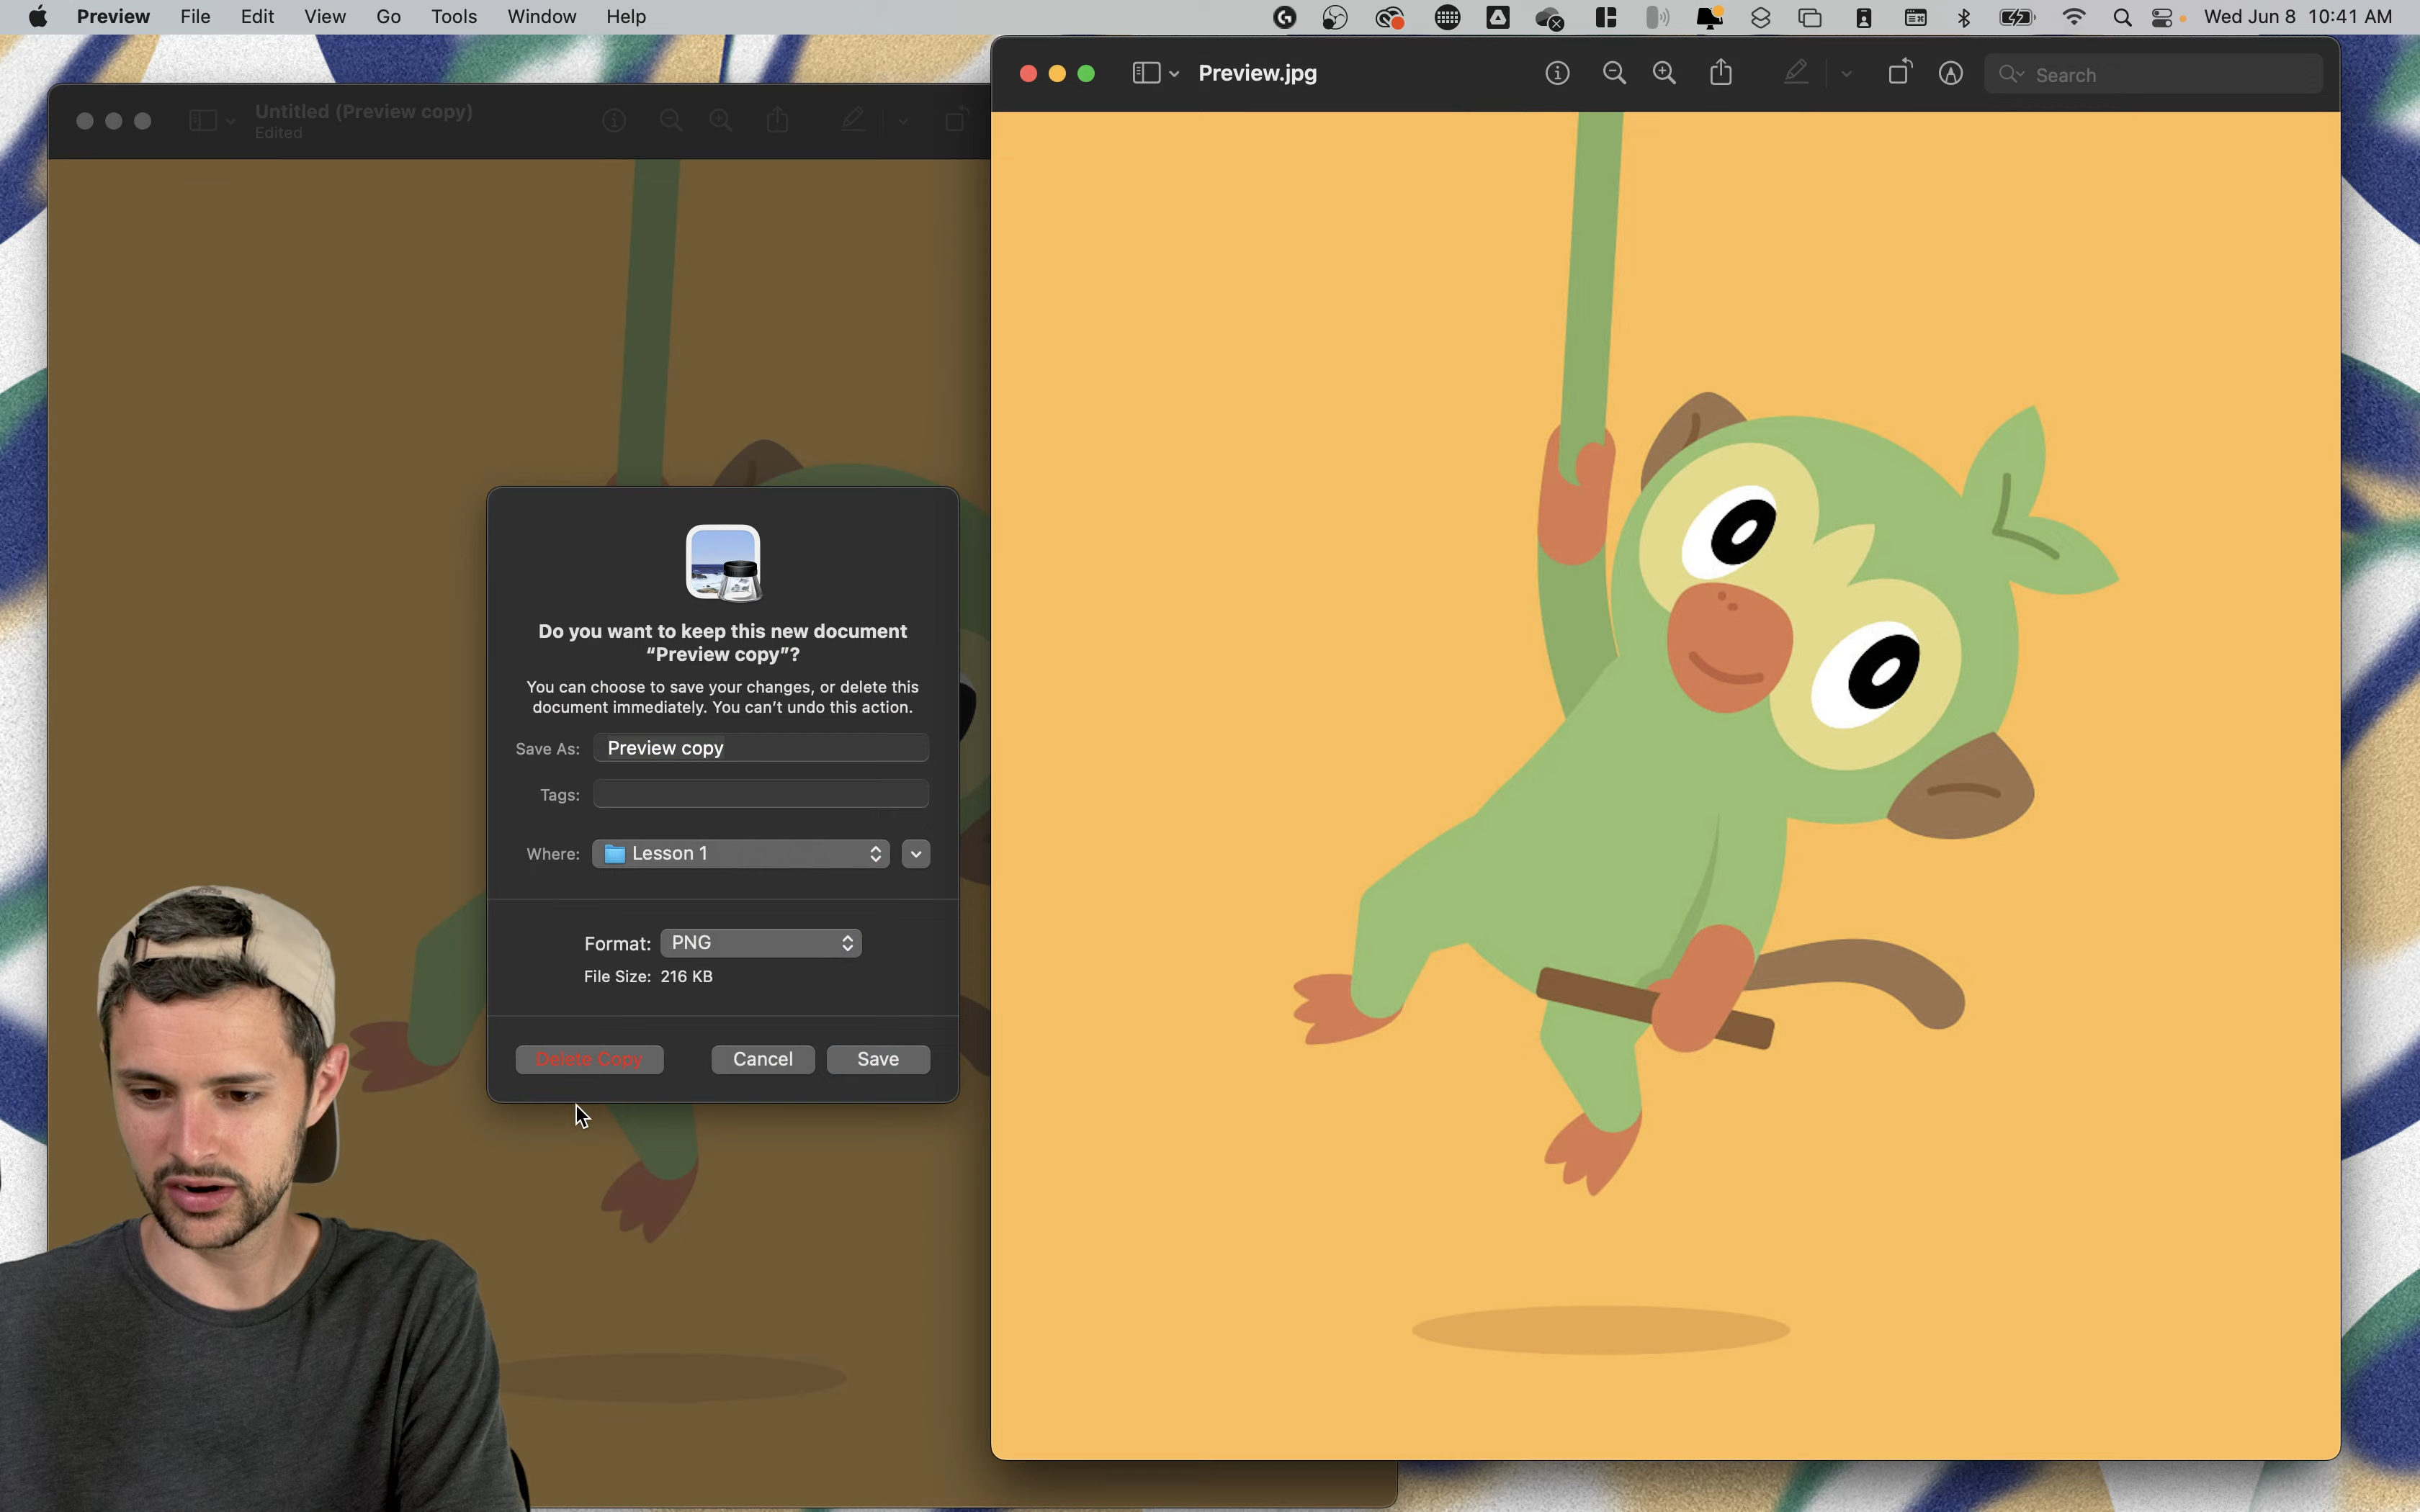 Preview File Edit View Go Tools Window Help
Wed Jun 8 10:41 AM
Untitled (Preview copy)
Edited
Preview.jpg
Search
Do you want to keep this new document
“Preview copy”?
You can choose to save your changes, or delete this
document immediately. You can’t undo this action.
Save As: Preview copy
Tags:
Where: Lesson 1
Format: PNG
File Size: 216 KB
Delete Copy Cancel Save